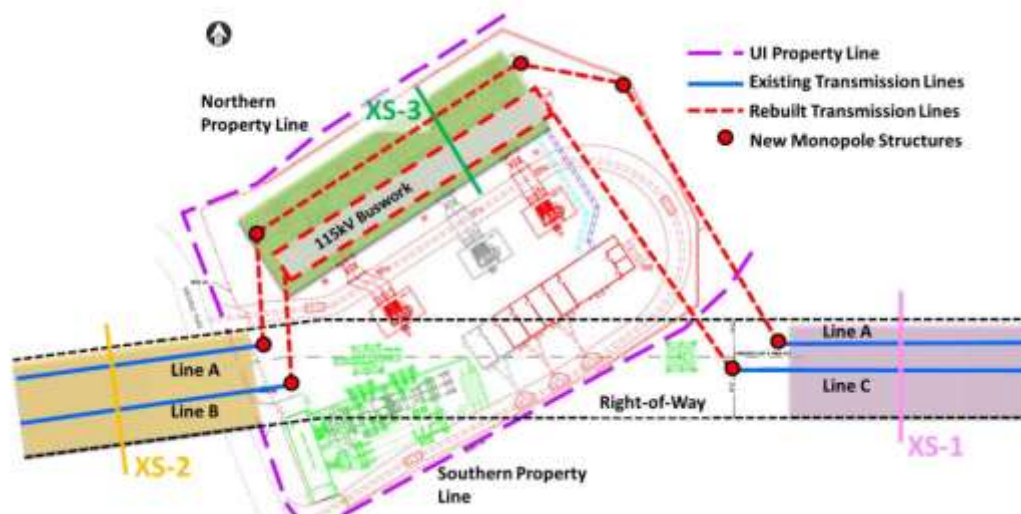 UI Property Line
Existing Transmission Lines
Rebuilt Transmission Lines
New Monopole Structures
Northern
Property Line
XS-3
115kV Buswork
Line A
Line A
Line B
Line C
Right-of-Way
XS-2
XS-1
Southern Property
Line